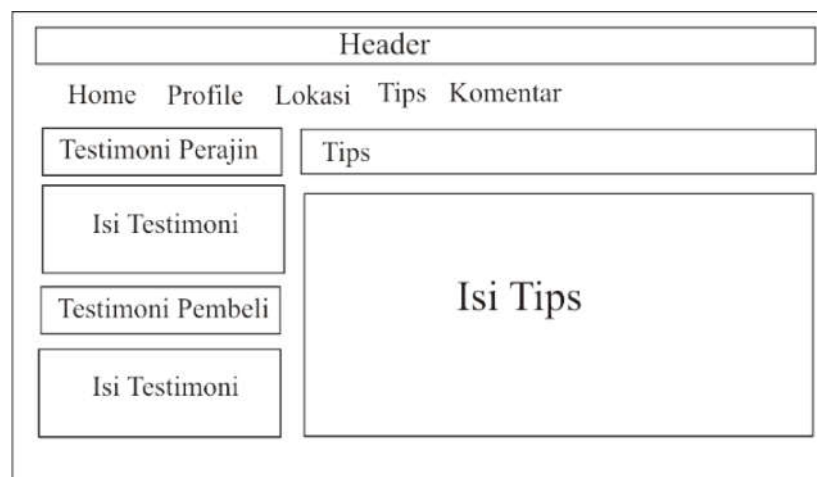 Header
Home Profile Lokasi Tips Komentar
Testimoni Perajin
Isi Testimoni
Testimoni Pembeli
Isi Testimoni
Tips
Isi Tips